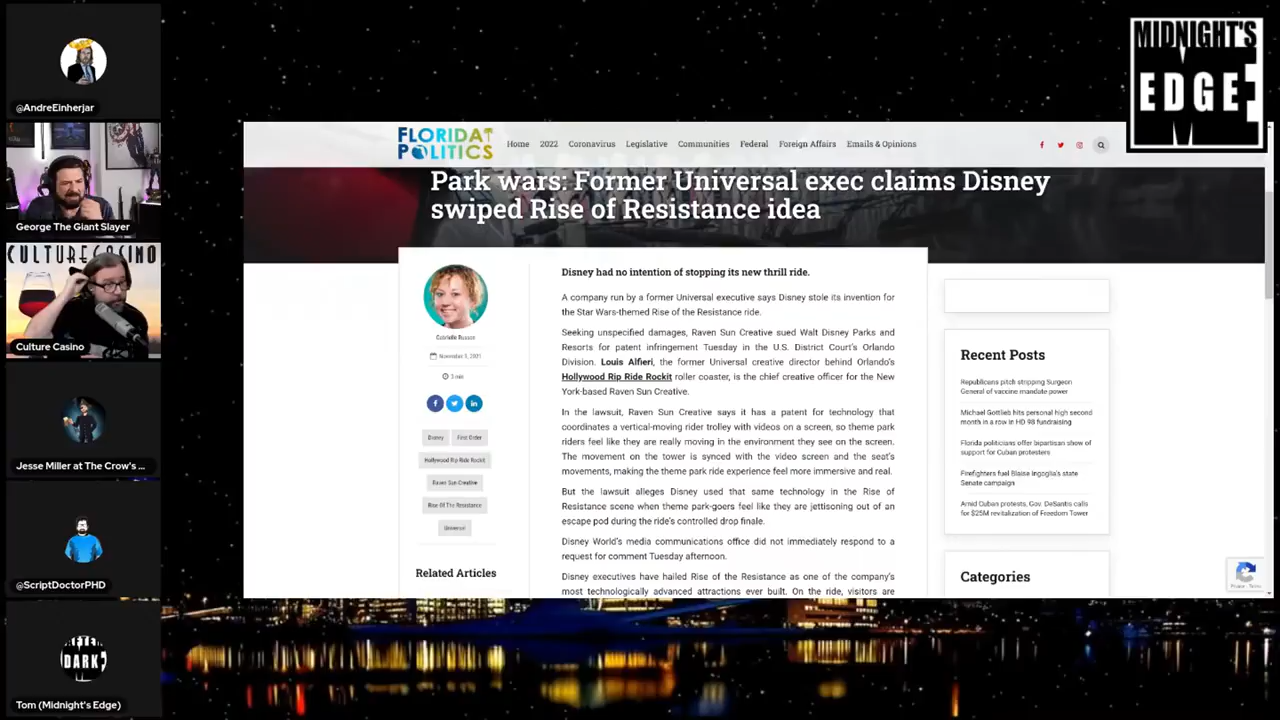 @AndreEinherjar
George The Giant Slayer
CULTURE CASINO
Culture Casino
Jesse Miller at The Crow's ...
@ScriptDoctorPHD
AFTER
DARK
Tom (Midnight's Edge)
MIDNIGHT'S
EDGE
FLORIDA
POLITICS
Home 2022 Coronavirus Legislative Communities Federal Foreign Affairs Emails & Opinions
Park wars: Former Universal exec claims Disney
swiped Rise of Resistance idea
Gabrielle Russon
November 3, 2021
3 min
Disney First Order
Hollywood Rip Ride Rockit
Raven Sun Creative
Rise Of The Resistance
Universal
Related Articles
Disney had no intention of stopping its new thrill ride.
A company run by a former Universal executive says Disney stole its invention for
the Star Wars-themed Rise of the Resistance ride.
Seeking unspecified damages, Raven Sun Creative sued Walt Disney Parks and
Resorts for patent infringement Tuesday in the U.S. District Court's Orlando
Division. Louis Alfieri, the former Universal creative director behind Orlando's
Hollywood Rip Ride Rockit roller coaster, is the chief creative officer for the New
York-based Raven Sun Creative.
In the lawsuit, Raven Sun Creative says it has a patent for technology that
coordinates a vertical-moving rider trolley with videos on a screen, so theme park
riders feel like they are really moving in the environment they see on the screen.
The movement on the tower is synced with the video screen and the seat's
movements, making the theme park ride experience feel more immersive and real.
But the lawsuit alleges Disney used that same technology in the Rise of
Resistance scene when theme park-goers feel like they are jettisoning out of an
escape pod during the ride's controlled drop finale.
Disney World's media communications office did not immediately respond to a
request for comment Tuesday afternoon.
Disney executives have hailed Rise of the Resistance as one of the company's
most technologically advanced attractions ever built. On the ride, visitors are
Recent Posts
Republicans pitch stripping Surgeon
General of vaccine mandate power
Michael Gottlieb hits personal high second
month in a row in HD 98 fundraising
Florida politicians offer bipartisan show of
support for Cuban protesters
Firefighters fuel Blaise Ingoglia's state
Senate campaign
Amid Cuban protests, Gov. DeSantis calls
for $25M revitalization of Freedom Tower
Categories
Privacy - Terms